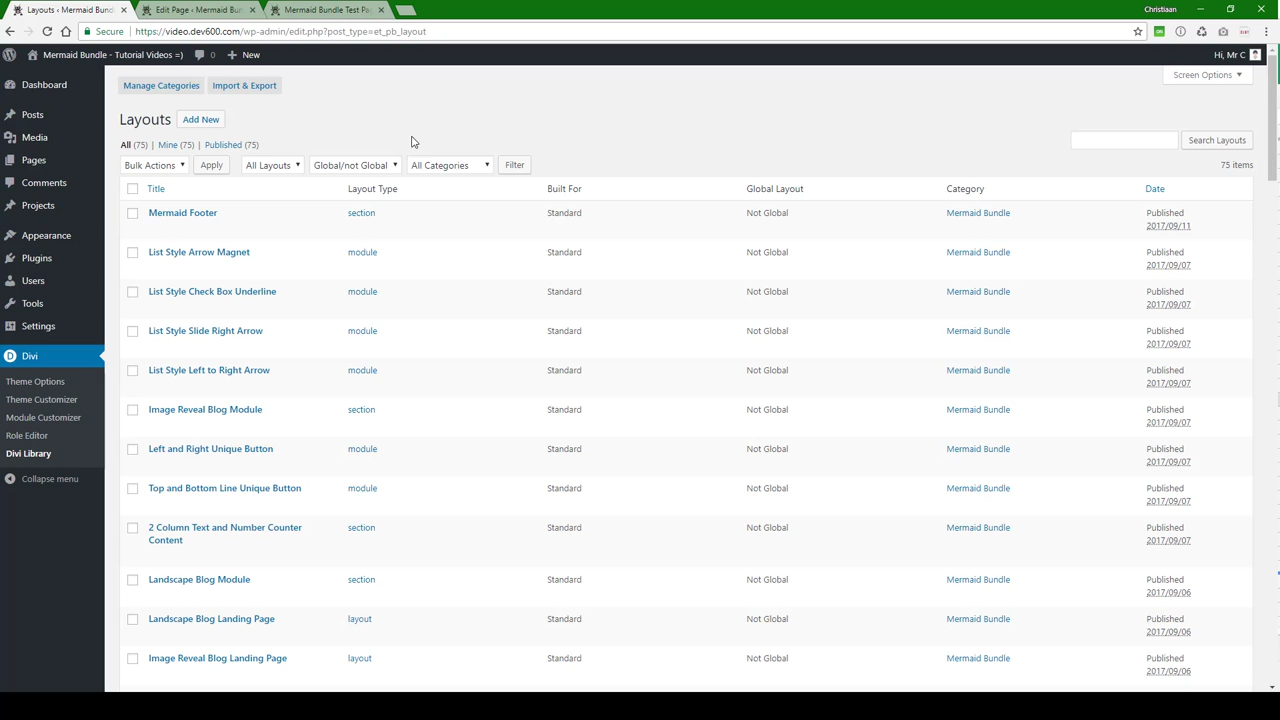 Layouts ‹ Mermaid Bund
Edit Page ‹ Mermaid Bun
Mermaid Bundle Test Pa
Christiaan
Secure
https://video.dev600.com/wp-admin/edit.php?post_type=et_pb_layout
Mermaid Bundle - Tutorial Videos =)
0
New
Hi, Mr C
Dashboard
Posts
Media
Pages
Comments
Projects
Appearance
Plugins
Users
Tools
Settings
Divi
Theme Options
Theme Customizer
Module Customizer
Role Editor
Divi Library
Collapse menu
Manage Categories
Import & Export
Screen Options
Layouts
Add New
All (75) | Mine (75) | Published (75)
Search Layouts
Bulk Actions
Apply
All Layouts
Global/not Global
All Categories
Filter
75 items
Title Layout Type Built For Global Layout Category Date
Mermaid Footer section Standard Not Global Mermaid Bundle Published
2017/09/11
List Style Arrow Magnet module Standard Not Global Mermaid Bundle Published
2017/09/07
List Style Check Box Underline module Standard Not Global Mermaid Bundle Published
2017/09/07
List Style Slide Right Arrow module Standard Not Global Mermaid Bundle Published
2017/09/07
List Style Left to Right Arrow module Standard Not Global Mermaid Bundle Published
2017/09/07
Image Reveal Blog Module section Standard Not Global Mermaid Bundle Published
2017/09/07
Left and Right Unique Button module Standard Not Global Mermaid Bundle Published
2017/09/07
Top and Bottom Line Unique Button module Standard Not Global Mermaid Bundle Published
2017/09/07
2 Column Text and Number Counter section Standard Not Global Mermaid Bundle Published
Content 2017/09/07
Landscape Blog Module section Standard Not Global Mermaid Bundle Published
2017/09/06
Landscape Blog Landing Page layout Standard Not Global Mermaid Bundle Published
2017/09/06
Image Reveal Blog Landing Page layout Standard Not Global Mermaid Bundle Published
2017/09/06